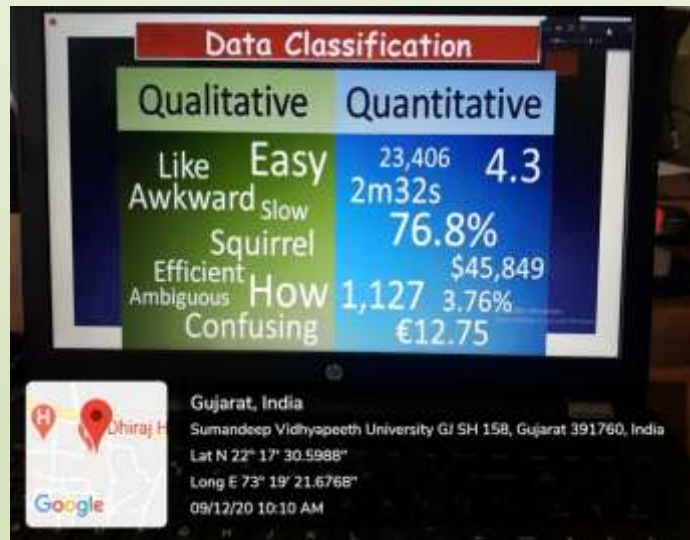 Data Classification
Qualitative Quantitative
Like Easy
Awkward Slow
Squirrel
Efficient
Ambiguous How
Confusing
23,406 4.3
2m32s
76.8%
$45,849
1,127 3.76%
€12.75
hp
H
Dhiraj H
Google
Gujarat, India
Sumandeep Vidhyapeeth University GJ SH 158, Gujarat 391760, India
Lat N 22° 17' 30.5988"
Long E 73° 19' 21.6768"
09/12/20 10:10 AM